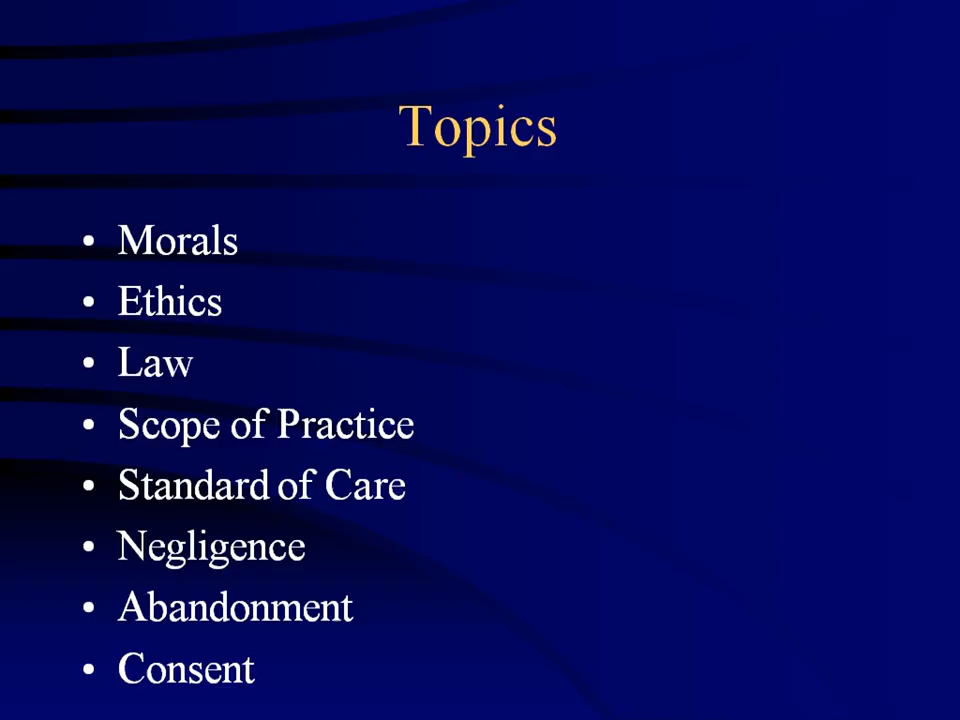 Topics
• Morals
• Ethics
• Law
• Scope of Practice
• Standard of Care
• Negligence
• Abandonment
• Consent